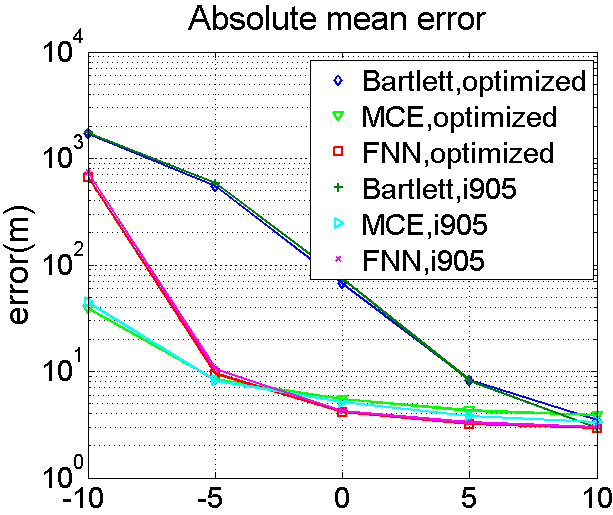 Absolute mean error
10^4
10^3
10^2
10^1
10^0
error(m)
Bartlett,optimized
MCE,optimized
FNN,optimized
Bartlett,i905
MCE,i905
FNN,i905
-10 -5 0 5 10